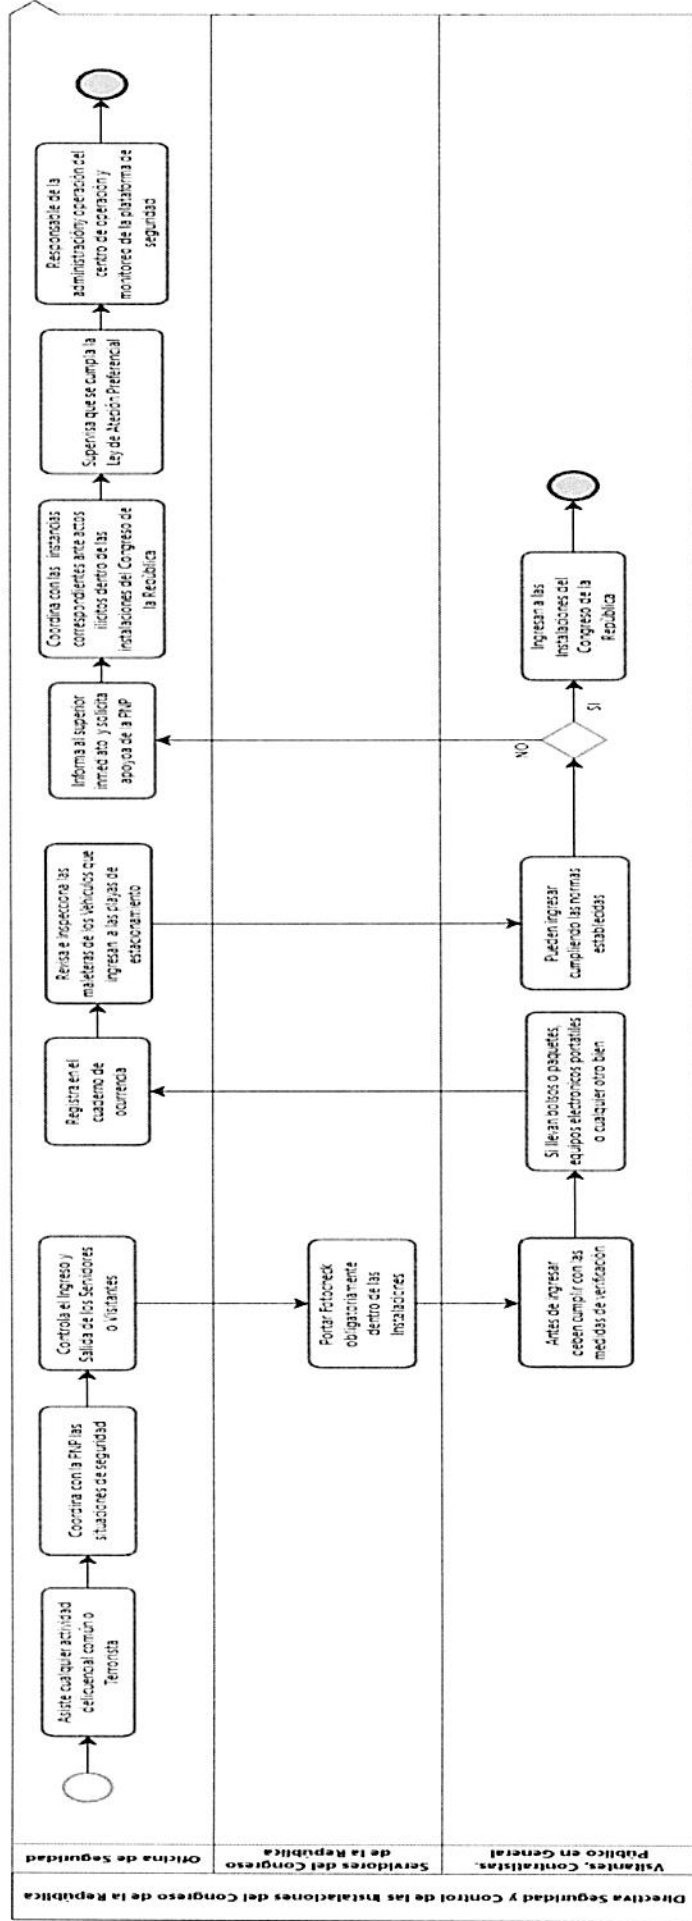 Directiva Seguridad y Control de las Instalaciones del Congreso de la República
Oficina de Seguridad
Asiste cualquier actividad
delicuencial común o
Terrorista
Coordina con la PNP las
situaciones de seguridad
Controla el Ingreso y
Salida de los Servidores
o Visitantes
Registra en el
cuaderno de
ocurrencia
Revisa e inspecciona las
maleteras de los Vehículos que
ingresan a las playas de
estacionamiento
Informa al superior
inmediato y solicita
apoyoa de la PNP
Coordina con las instancias
correspondientes ante actos
ilícitos dentro de las
instalaciones del Congreso de
la República
Supervisa que se cumpla la
Ley de Ateción Preferencial
Responsable de la
administración y operación del
centro de operación y
monitoreo de la plataforma de
seguridad
Servidores del Congreso
de la República
Portar Fotocheck
obligatoriamente
dentro de las
Instalaciones
Vsitantes, Contratistas.
Público en General
Antes de ingresar
deben cumplir con las
medidas de verificación
Si llevan bolsos o paquetes,
equipos electronicos portatiles
o cualquier otro bien
Pueden ingresar
cumpliendo las normas
establecidas
NO
SI
Ingresan a las
Instalaciones del
Congreso de la
República